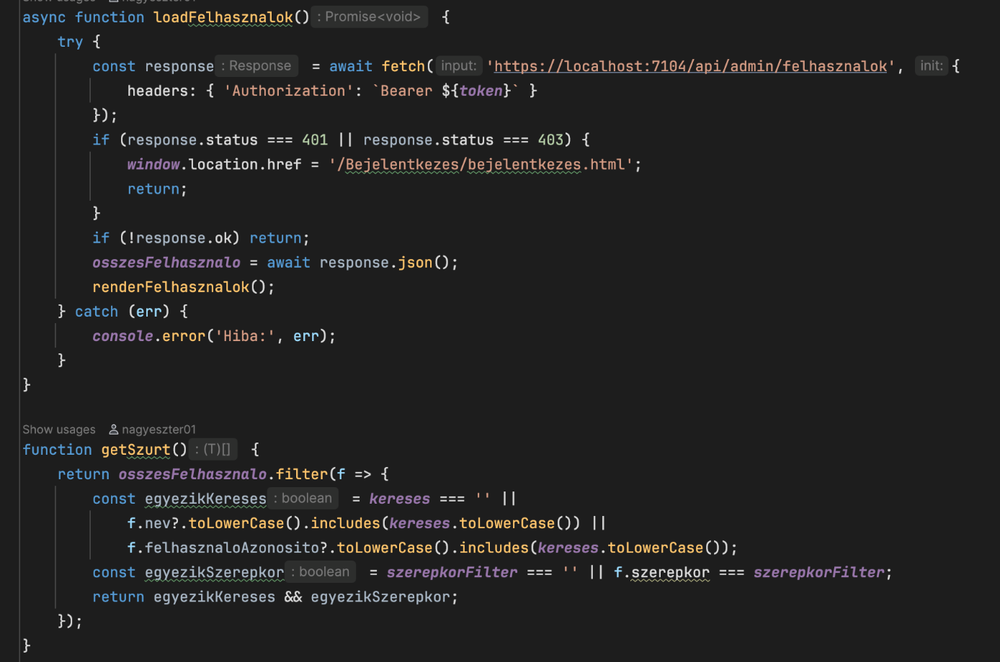 Show usages nagyeszter01
async function loadFelhasznalok() : Promise<void> {
    try {
        const response : Response = await fetch( input: 'https://localhost:7104/api/admin/felhasznalok', init: {
            headers: { 'Authorization': `Bearer ${token}` }
        });
        if (response.status === 401 || response.status === 403) {
            window.location.href = '/Bejelentkezes/bejelentkezes.html';
            return;
        }
        if (!response.ok) return;
        osszesFelhasznalo = await response.json();
        renderFelhasznalok();
    } catch (err) {
        console.error('Hiba:', err);
    }
}
Show usages nagyeszter01
function getSzurt() : (T)[] {
    return osszesFelhasznalo.filter(f => {
        const egyezikKereses : boolean = kereses === '' ||
            f.nev?.toLowerCase().includes(kereses.toLowerCase()) ||
            f.felhasznaloAzonosito?.toLowerCase().includes(kereses.toLowerCase());
        const egyezikSzerepkor : boolean = szerepkorFilter === '' || f.szerepkor === szerepkorFilter;
        return egyezikKereses && egyezikSzerepkor;
    });
}